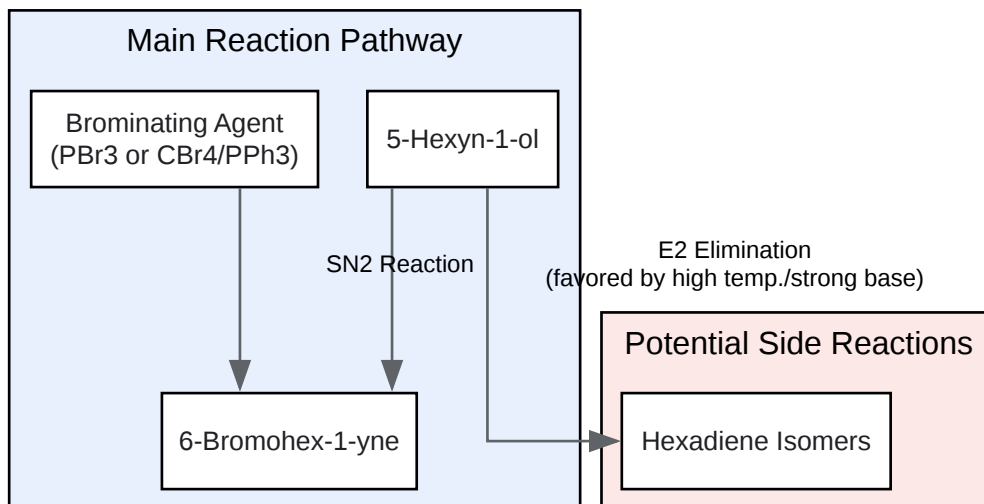 Main Reaction Pathway
Brominating Agent
(PBr3 or CBr4/PPh3)
5-Hexyn-1-ol
SN2 Reaction
E2 Elimination
(favored by high temp./strong base)
Potential Side Reactions
6-Bromohex-1-yne
Hexadiene Isomers